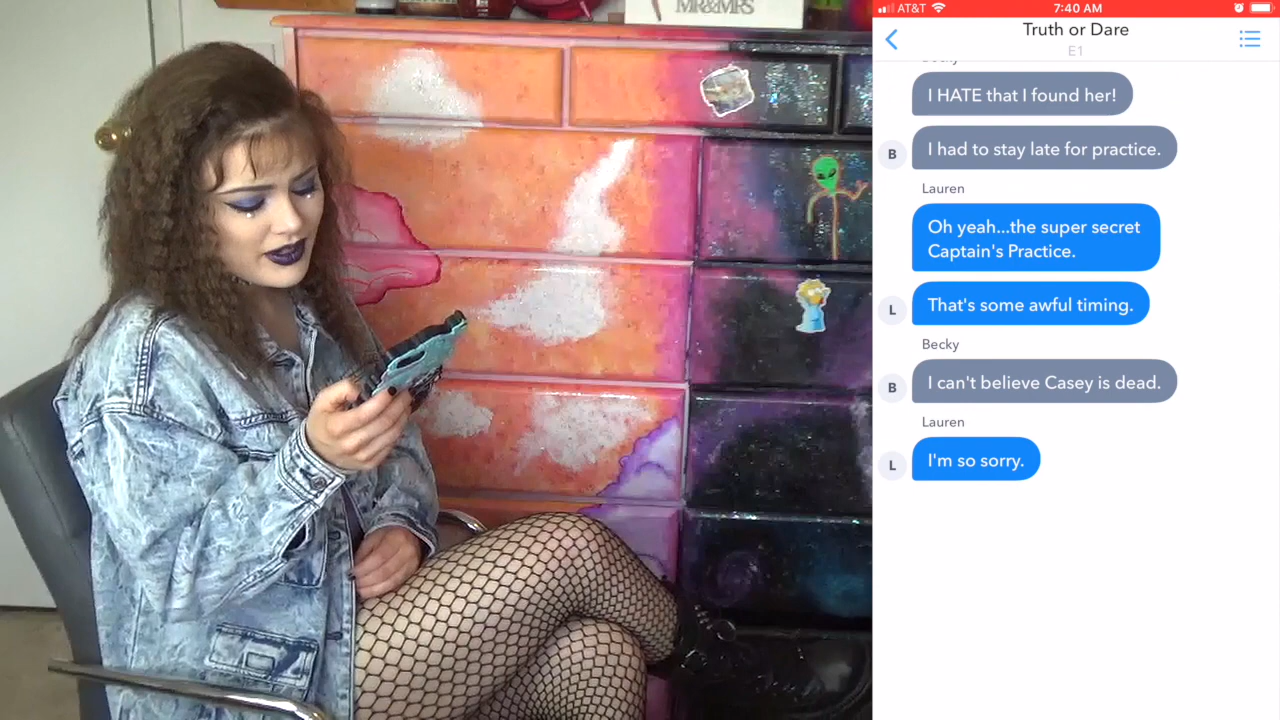 MR&MRS
AT&T 7:40 AM
Truth or Dare
E1
I HATE that I found her!
B I had to stay late for practice.
Lauren
Oh yeah...the super secret
Captain's Practice.
L That's some awful timing.
Becky
B I can't believe Casey is dead.
Lauren
L I'm so sorry.